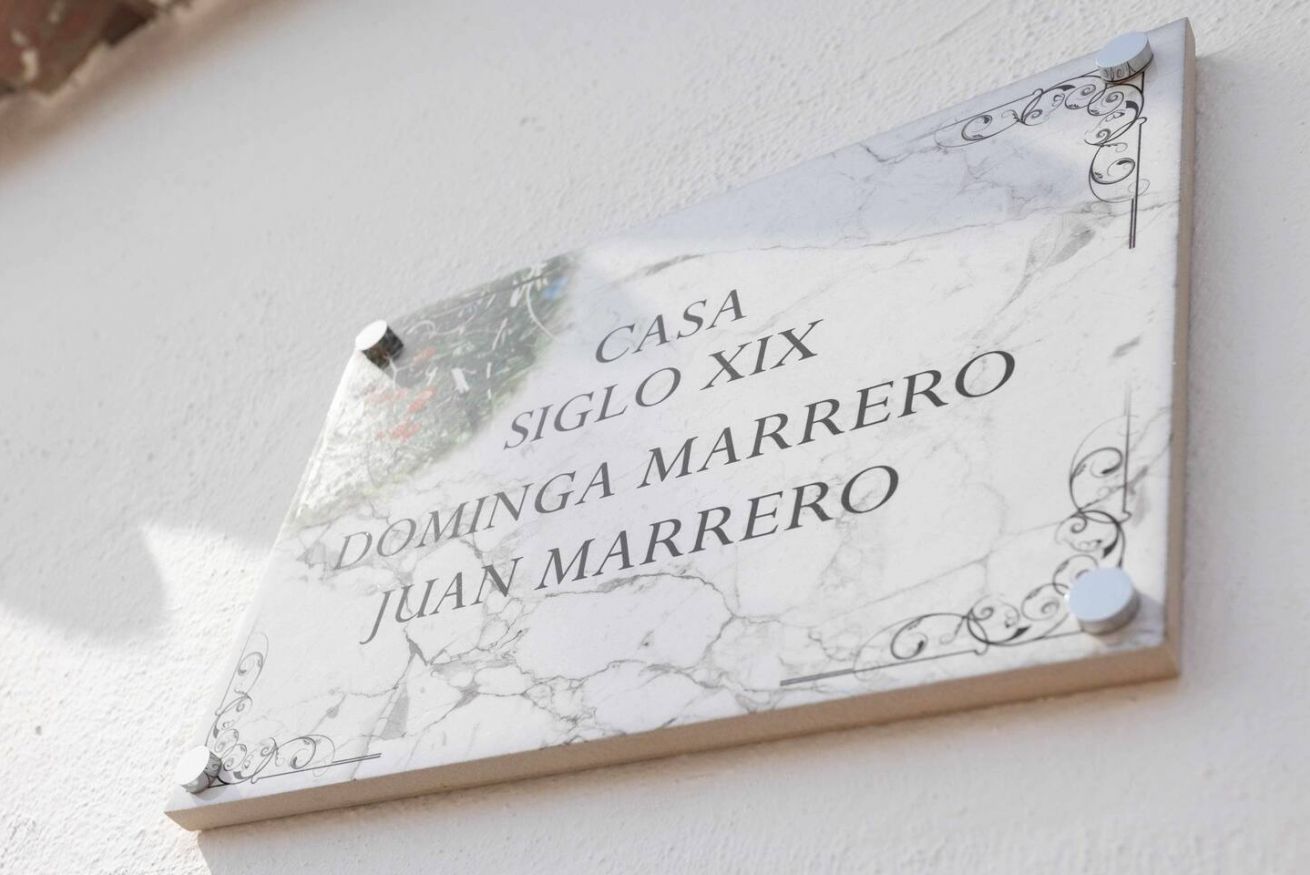 CASA
SIGLO XIX
DOMINGA MARRERO
JUAN MARRERO